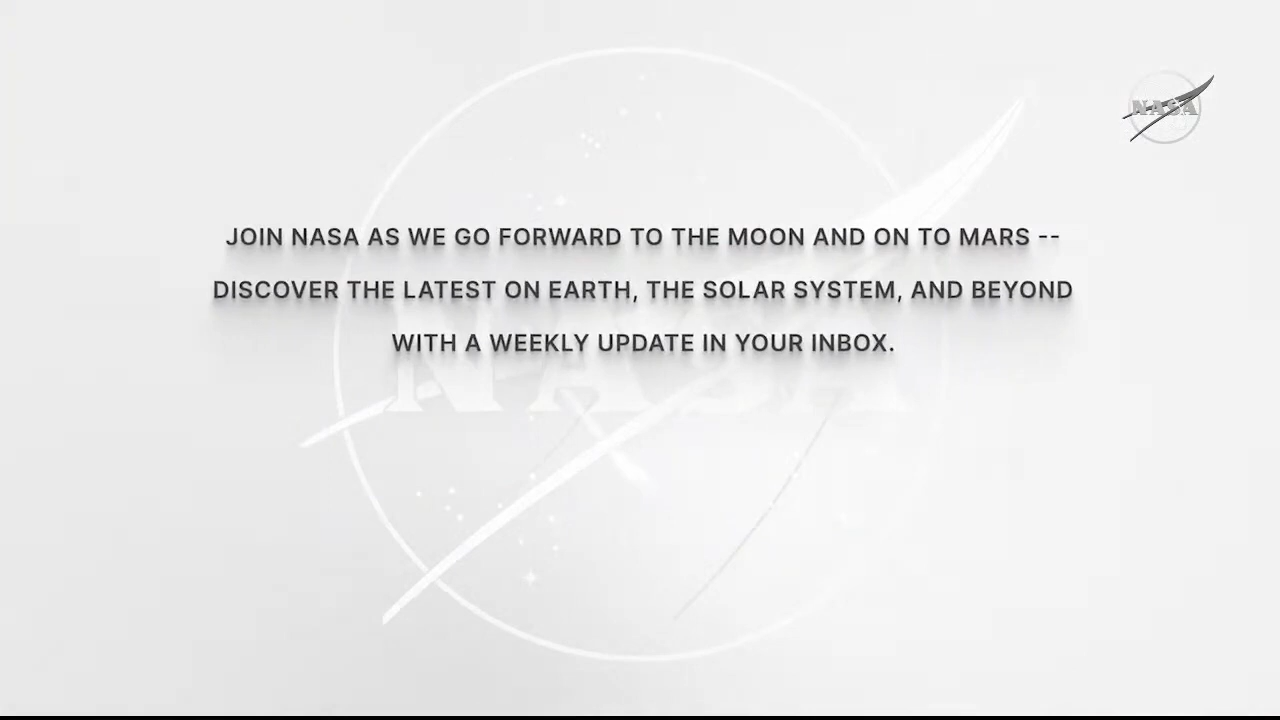 NASA
JOIN NASA AS WE GO FORWARD TO THE MOON AND ON TO MARS --
DISCOVER THE LATEST ON EARTH, THE SOLAR SYSTEM, AND BEYOND
WITH A WEEKLY UPDATE IN YOUR INBOX.
NASA